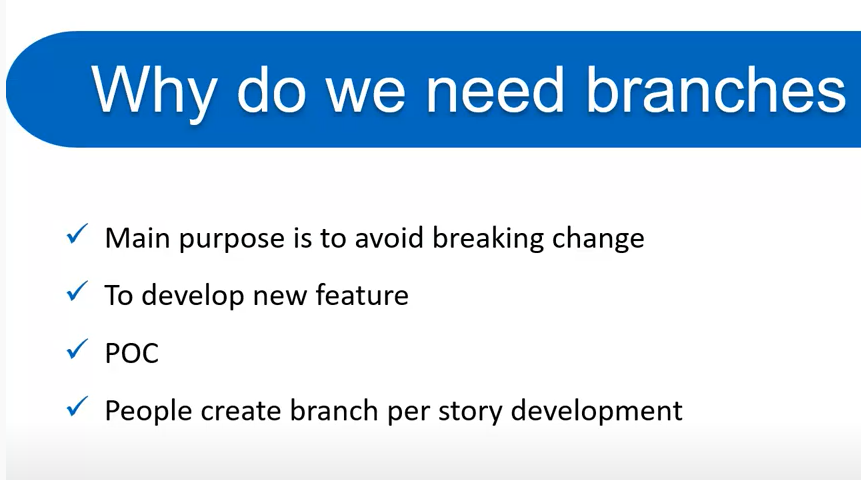 Why do we need branches
Main purpose is to avoid breaking change
To develop new feature
POC
People create branch per story development